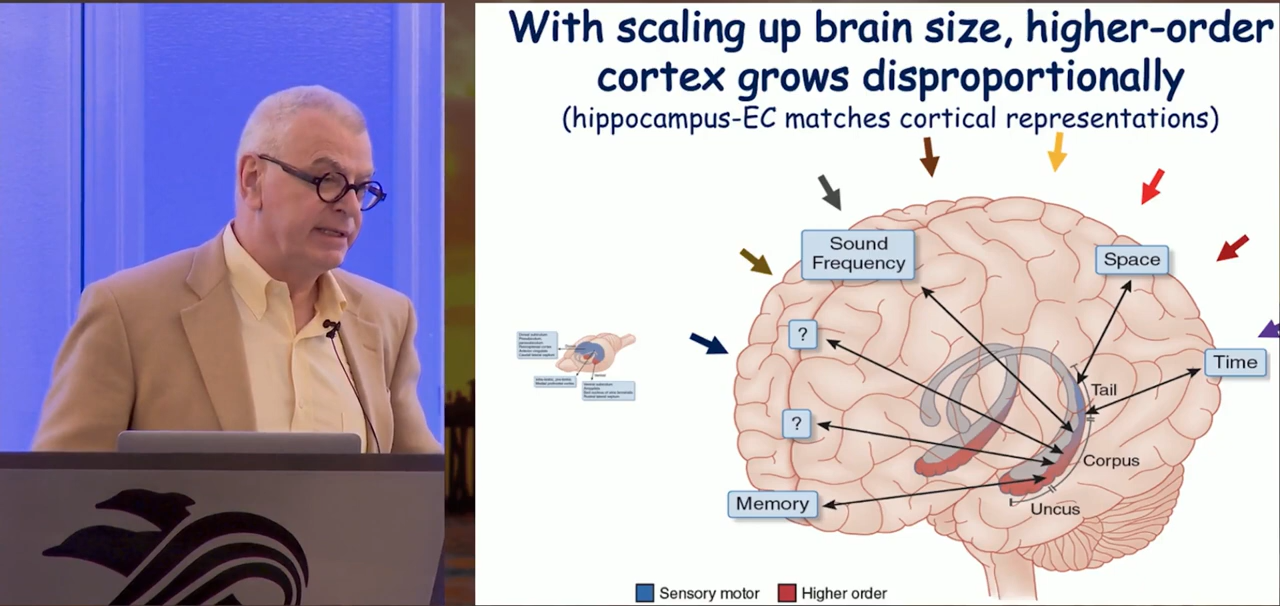 With scaling up brain size, higher-order
cortex grows disproportionally
(hippocampus-EC matches cortical representations)
Sound
Frequency
Space
?
Time
Tail
?
Corpus
Memory
Uncus
Sensory motor
Higher order